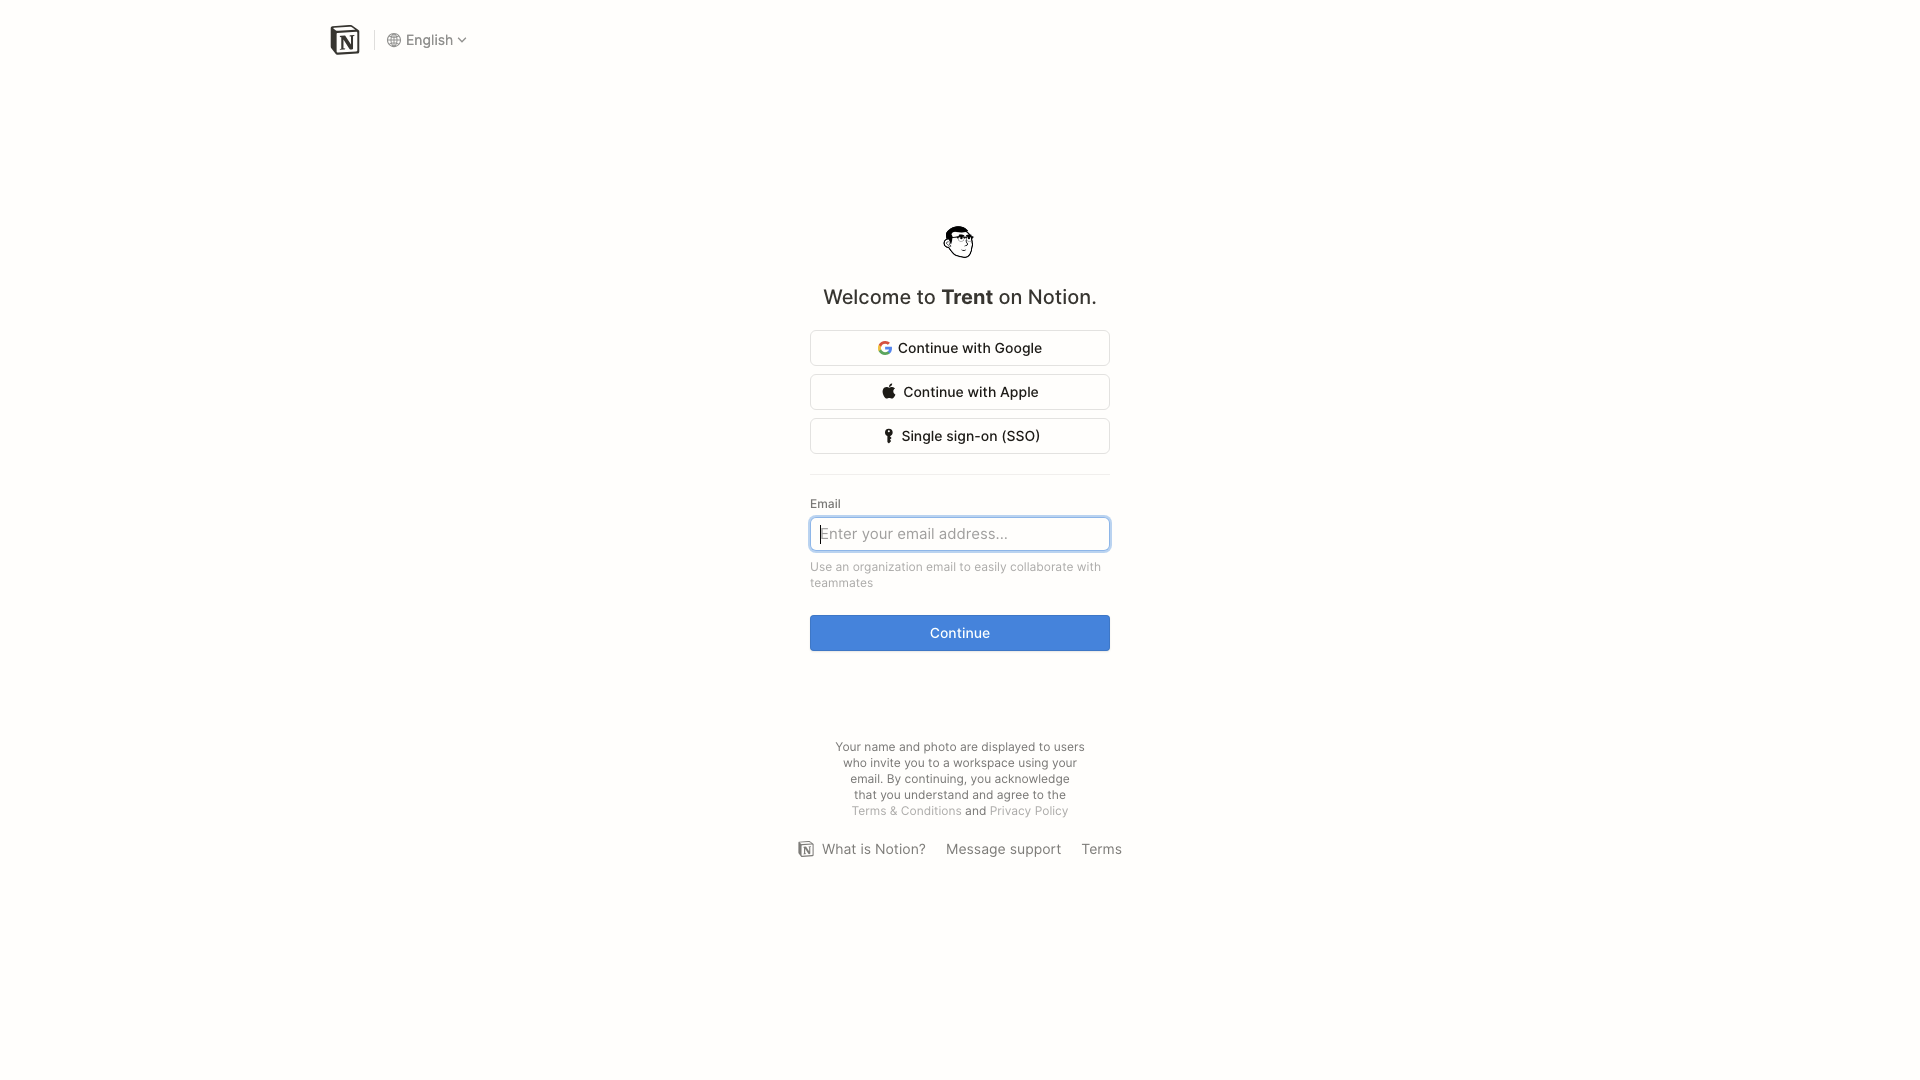 English
Welcome to Trent on Notion.
Continue with Google
Continue with Apple
Single sign-on (SSO)
Email
Enter your email address...
Use an organization email to easily collaborate with
teammates
Continue
Your name and photo are displayed to users
who invite you to a workspace using your
email. By continuing, you acknowledge
that you understand and agree to the
Terms & Conditions and Privacy Policy
What is Notion? Message support Terms